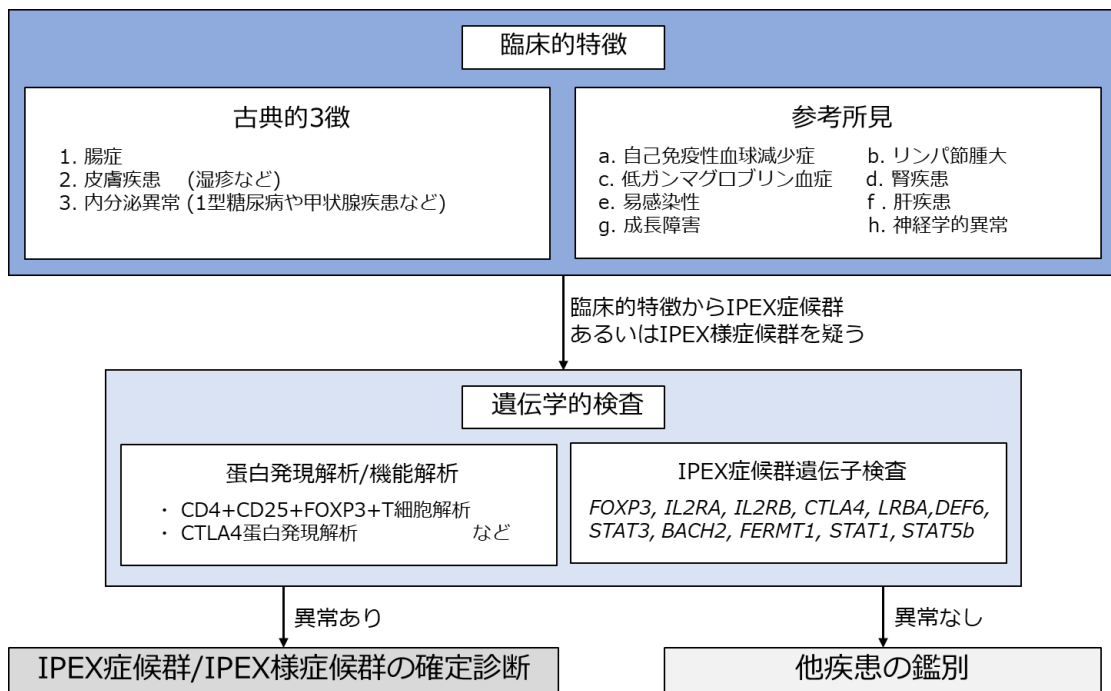 臨床的特徴
古典的3徴
1. 腸症
2. 皮膚疾患 (湿疹など)
3. 内分泌異常 (1型糖尿病や甲状腺疾患など)
参考所見
a. 自己免疫性血球減少症 b. リンパ節腫大
c. 低ガンマグロブリン血症 d. 腎疾患
e. 易感染性 f . 肝疾患
g. 成長障害 h. 神経学的異常
臨床的特徴からIPEX症候群
あるいはIPEX様症候群を疑う
遺伝学的検査
蛋白発現解析/機能解析
・ CD4+CD25+FOXP3+T細胞解析
・ CTLA4蛋白発現解析 など
IPEX症候群遺伝子検査
FOXP3, IL2RA, IL2RB, CTLA4, LRBA,DEF6,
STAT3, BACH2, FERMT1, STAT1, STAT5b
異常あり
異常なし
IPEX症候群/IPEX様症候群の確定診断
他疾患の鑑別